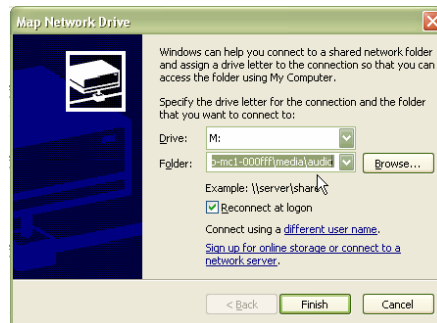 Map Network Drive
Windows can help you connect to a shared network folder
and assign a drive letter to the connection so that you can
access the folder using My Computer.
Specify the drive letter for the connection and the folder
that you want to connect to:
Drive: M:
Folder: o-mc1-000fff\media\audio Browse...
Example: \\server\share
Reconnect at logon
Connect using a different user name.
Sign up for online storage or connect to a
network server.
< Back Finish Cancel